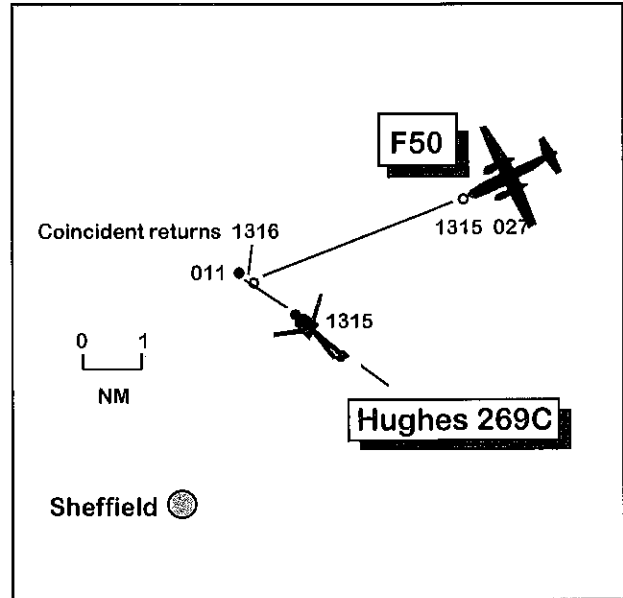 F50
1315 027
Coincident returns 1316
011
1315
0 1
NM
Hughes 269C
Sheffield